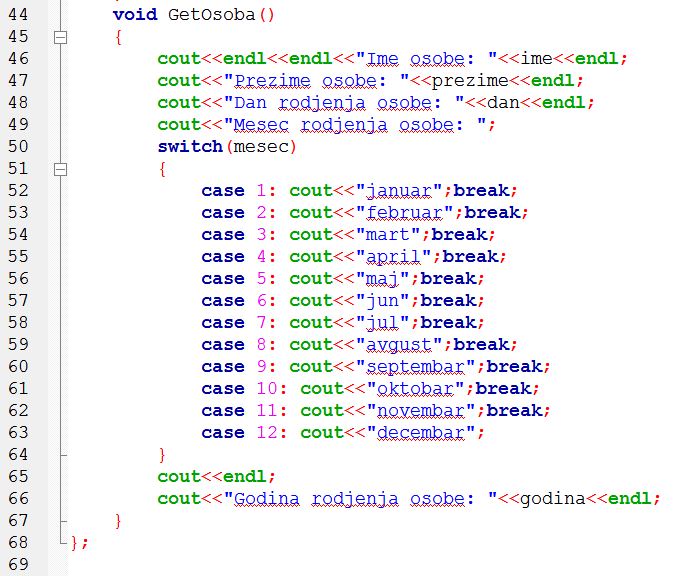 44 void GetOsoba()
45 {
46 cout<<endl<<endl<<"Ime osobe: "<<ime<<endl;
47 cout<<"Prezime osobe: "<<prezime<<endl;
48 cout<<"Dan rodjenja osobe: "<<dan<<endl;
49 cout<<"Mesec rodjenja osobe: ";
50 switch(mesec)
51 {
52 case 1: cout<<"januar";break;
53 case 2: cout<<"februar";break;
54 case 3: cout<<"mart";break;
55 case 4: cout<<"april";break;
56 case 5: cout<<"maj";break;
57 case 6: cout<<"jun";break;
58 case 7: cout<<"jul";break;
59 case 8: cout<<"avgust";break;
60 case 9: cout<<"septembar";break;
61 case 10: cout<<"oktobar";break;
62 case 11: cout<<"novembar";break;
63 case 12: cout<<"decembar";
64 }
65 cout<<endl;
66 cout<<"Godina rodjenja osobe: "<<godina<<endl;
67 }
68 };
69